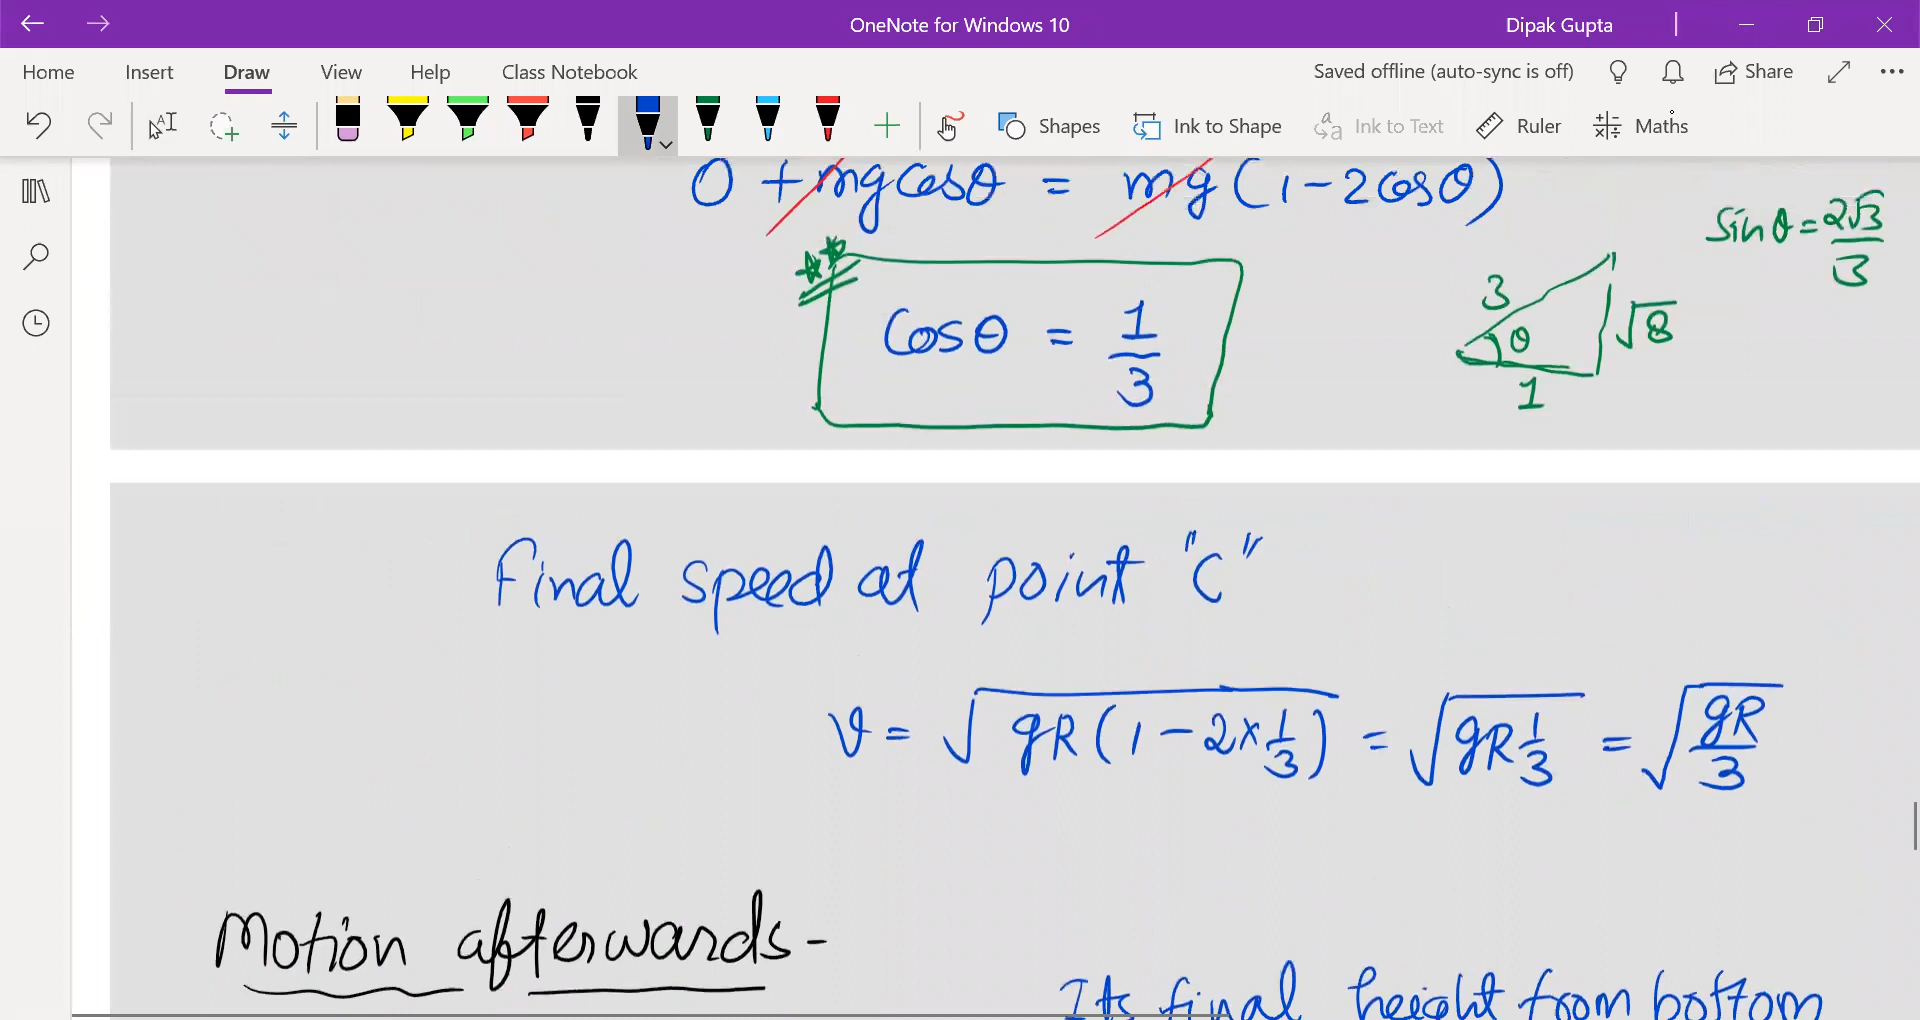 OneNote for Windows 10
Dipak Gupta
Home Insert Draw View Help Class Notebook
Saved offline (auto-sync is off)
Share
Shapes Ink to Shape Ink to Text Ruler Maths
0 + mg cosθ = mg (1 - 2cosθ)
Sinθ = 2√3/3
3
θ
√8
1
Cosθ = 1/3
Final speed at point "C"
v = √(gR(1 - 2×1/3)) = √(gR 1/3) = √(gR/3)
Motion afterwards -
Its final height from bottom